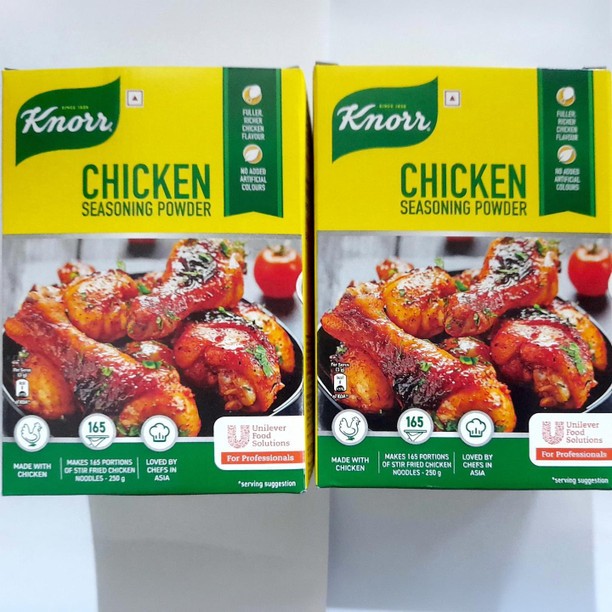 SINCE 1838
Knorr
CHICKEN
SEASONING POWDER
FULLER,
RICHER
CHICKEN
FLAVOUR
NO ADDED
ARTIFICIAL
COLOURS
Per Serve
165
MADE WITH
CHICKEN
MAKES 165 PORTIONS
OF STIR FRIED CHICKEN
NOODLES - 250 g
LOVED BY
CHEFS IN
ASIA
Unilever
Food
Solutions
For Professionals
*serving suggestion
SINCE 1838
Knorr
CHICKEN
SEASONING POWDER
FULLER,
RICHER
CHICKEN
FLAVOUR
NO ADDED
ARTIFICIAL
COLOURS
Per Serve
165
MADE WITH
CHICKEN
MAKES 165 PORTIONS
OF STIR FRIED CHICKEN
NOODLES - 250 g
LOVED BY
CHEFS IN
ASIA
Unilever
Food
Solutions
For Professionals
*serving suggestion